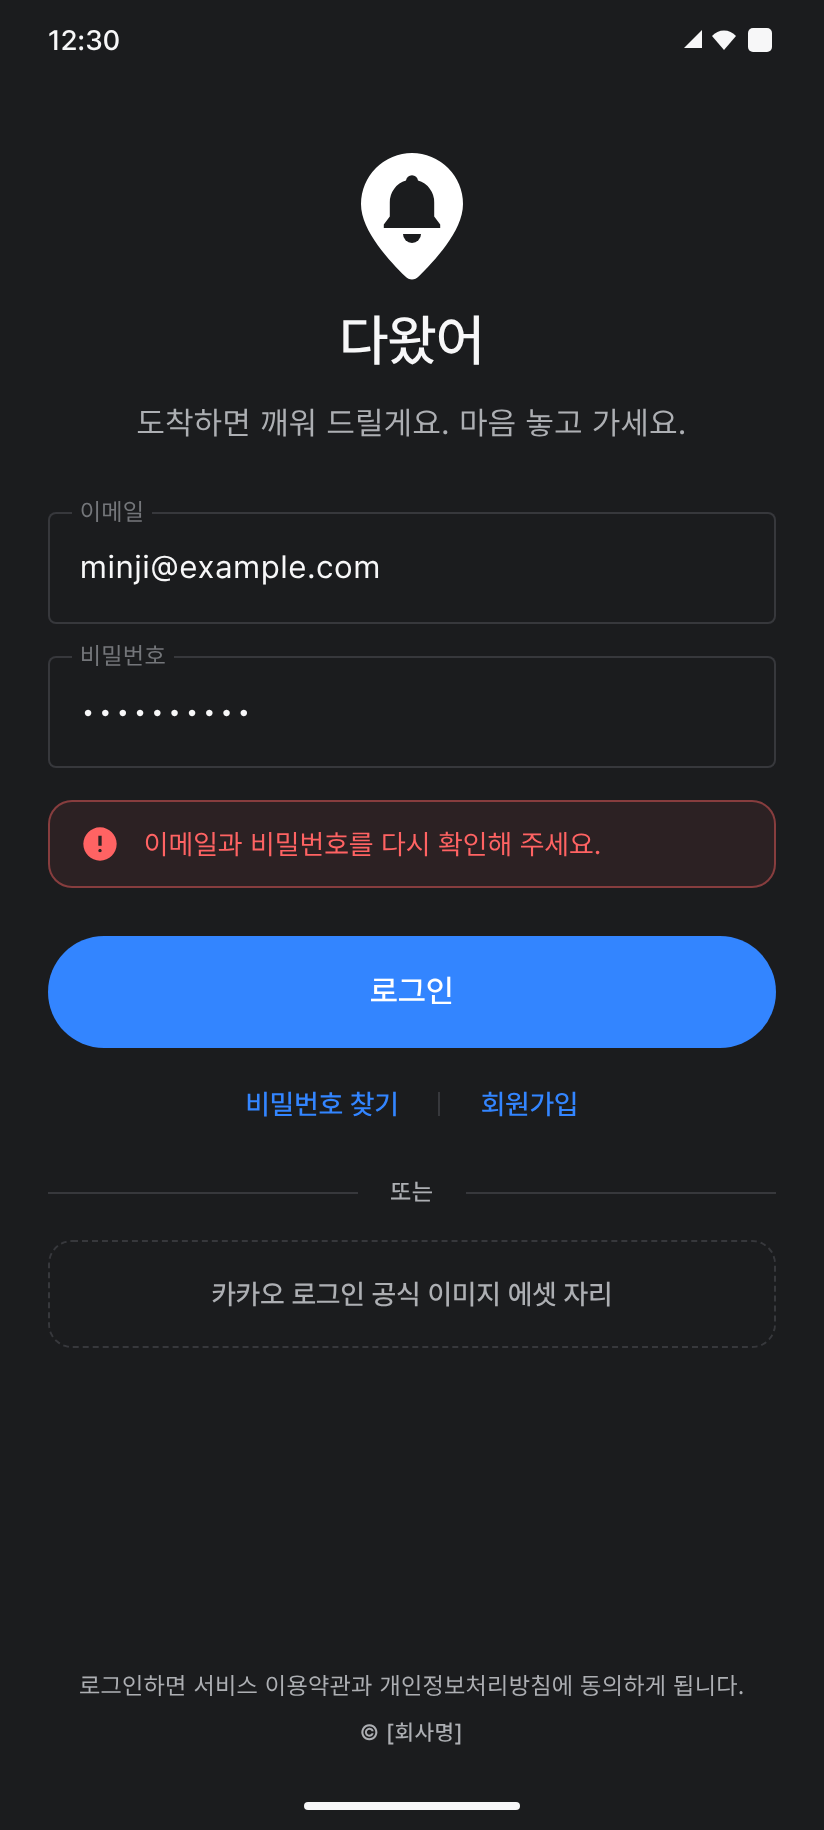 12:30
다왔어
도착하면 깨워 드릴게요. 마음 놓고 가세요.
이메일
minji@example.com
비밀번호
••••••••••
이메일과 비밀번호를 다시 확인해 주세요.
로그인
비밀번호 찾기 | 회원가입
또는
카카오 로그인 공식 이미지 에셋 자리
로그인하면 서비스 이용약관과 개인정보처리방침에 동의하게 됩니다.
© [회사명]